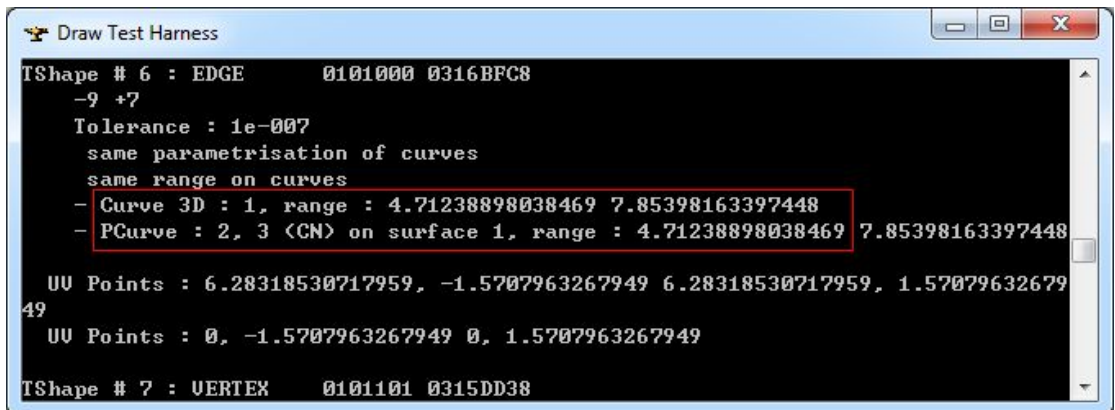 Draw Test Harness
TShape # 6 : EDGE 0101000 0316BFC8
-9 +7
Tolerance : 1e-007
same parametrisation of curves
same range on curves
- Curve 3D : 1, range : 4.71238898038469 7.85398163397448
- PCurve : 2, 3 (CN) on surface 1, range : 4.71238898038469 7.85398163397448
UV Points : 6.28318530717959, -1.5707963267949 6.28318530717959, 1.57079632679
49
UV Points : 0, -1.5707963267949 0, 1.5707963267949
TShape # 7 : VERTEX 0101101 0315DD38